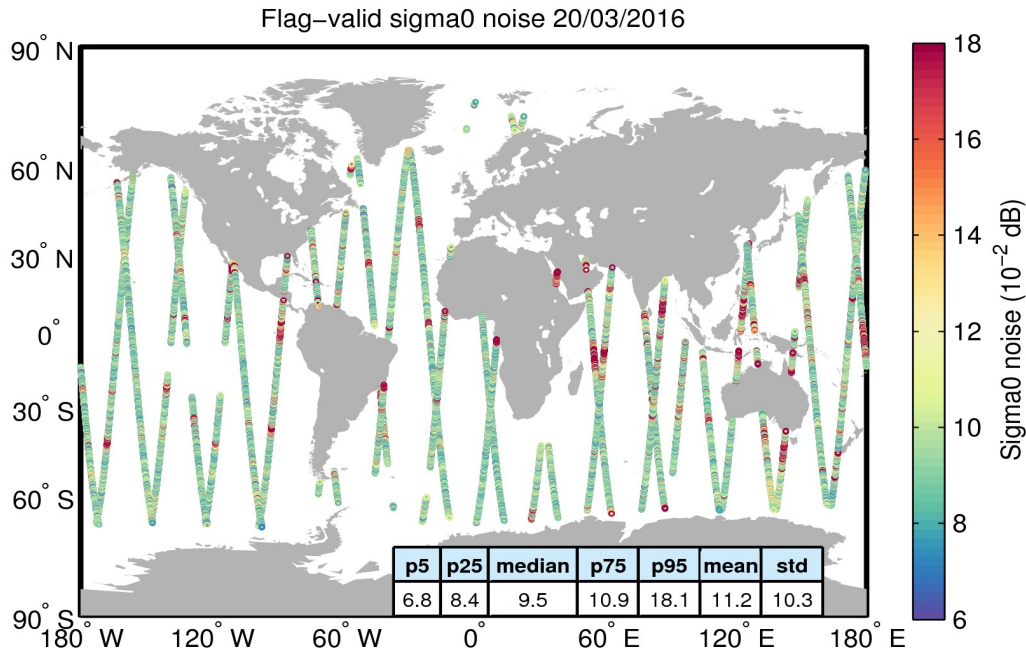 Flag−valid sigma0 noise 20/03/2016
90° N
60° N
30° N
0°
30° S
60° S
90° S
180° W
120° W
60° W
0°
60° E
120° E
180° E
p5 p25 median p75 p95 mean std
6.8 8.4 9.5 10.9 18.1 11.2 10.3
18
16
14
12
10
8
6
Sigma0 noise (10⁻² dB)